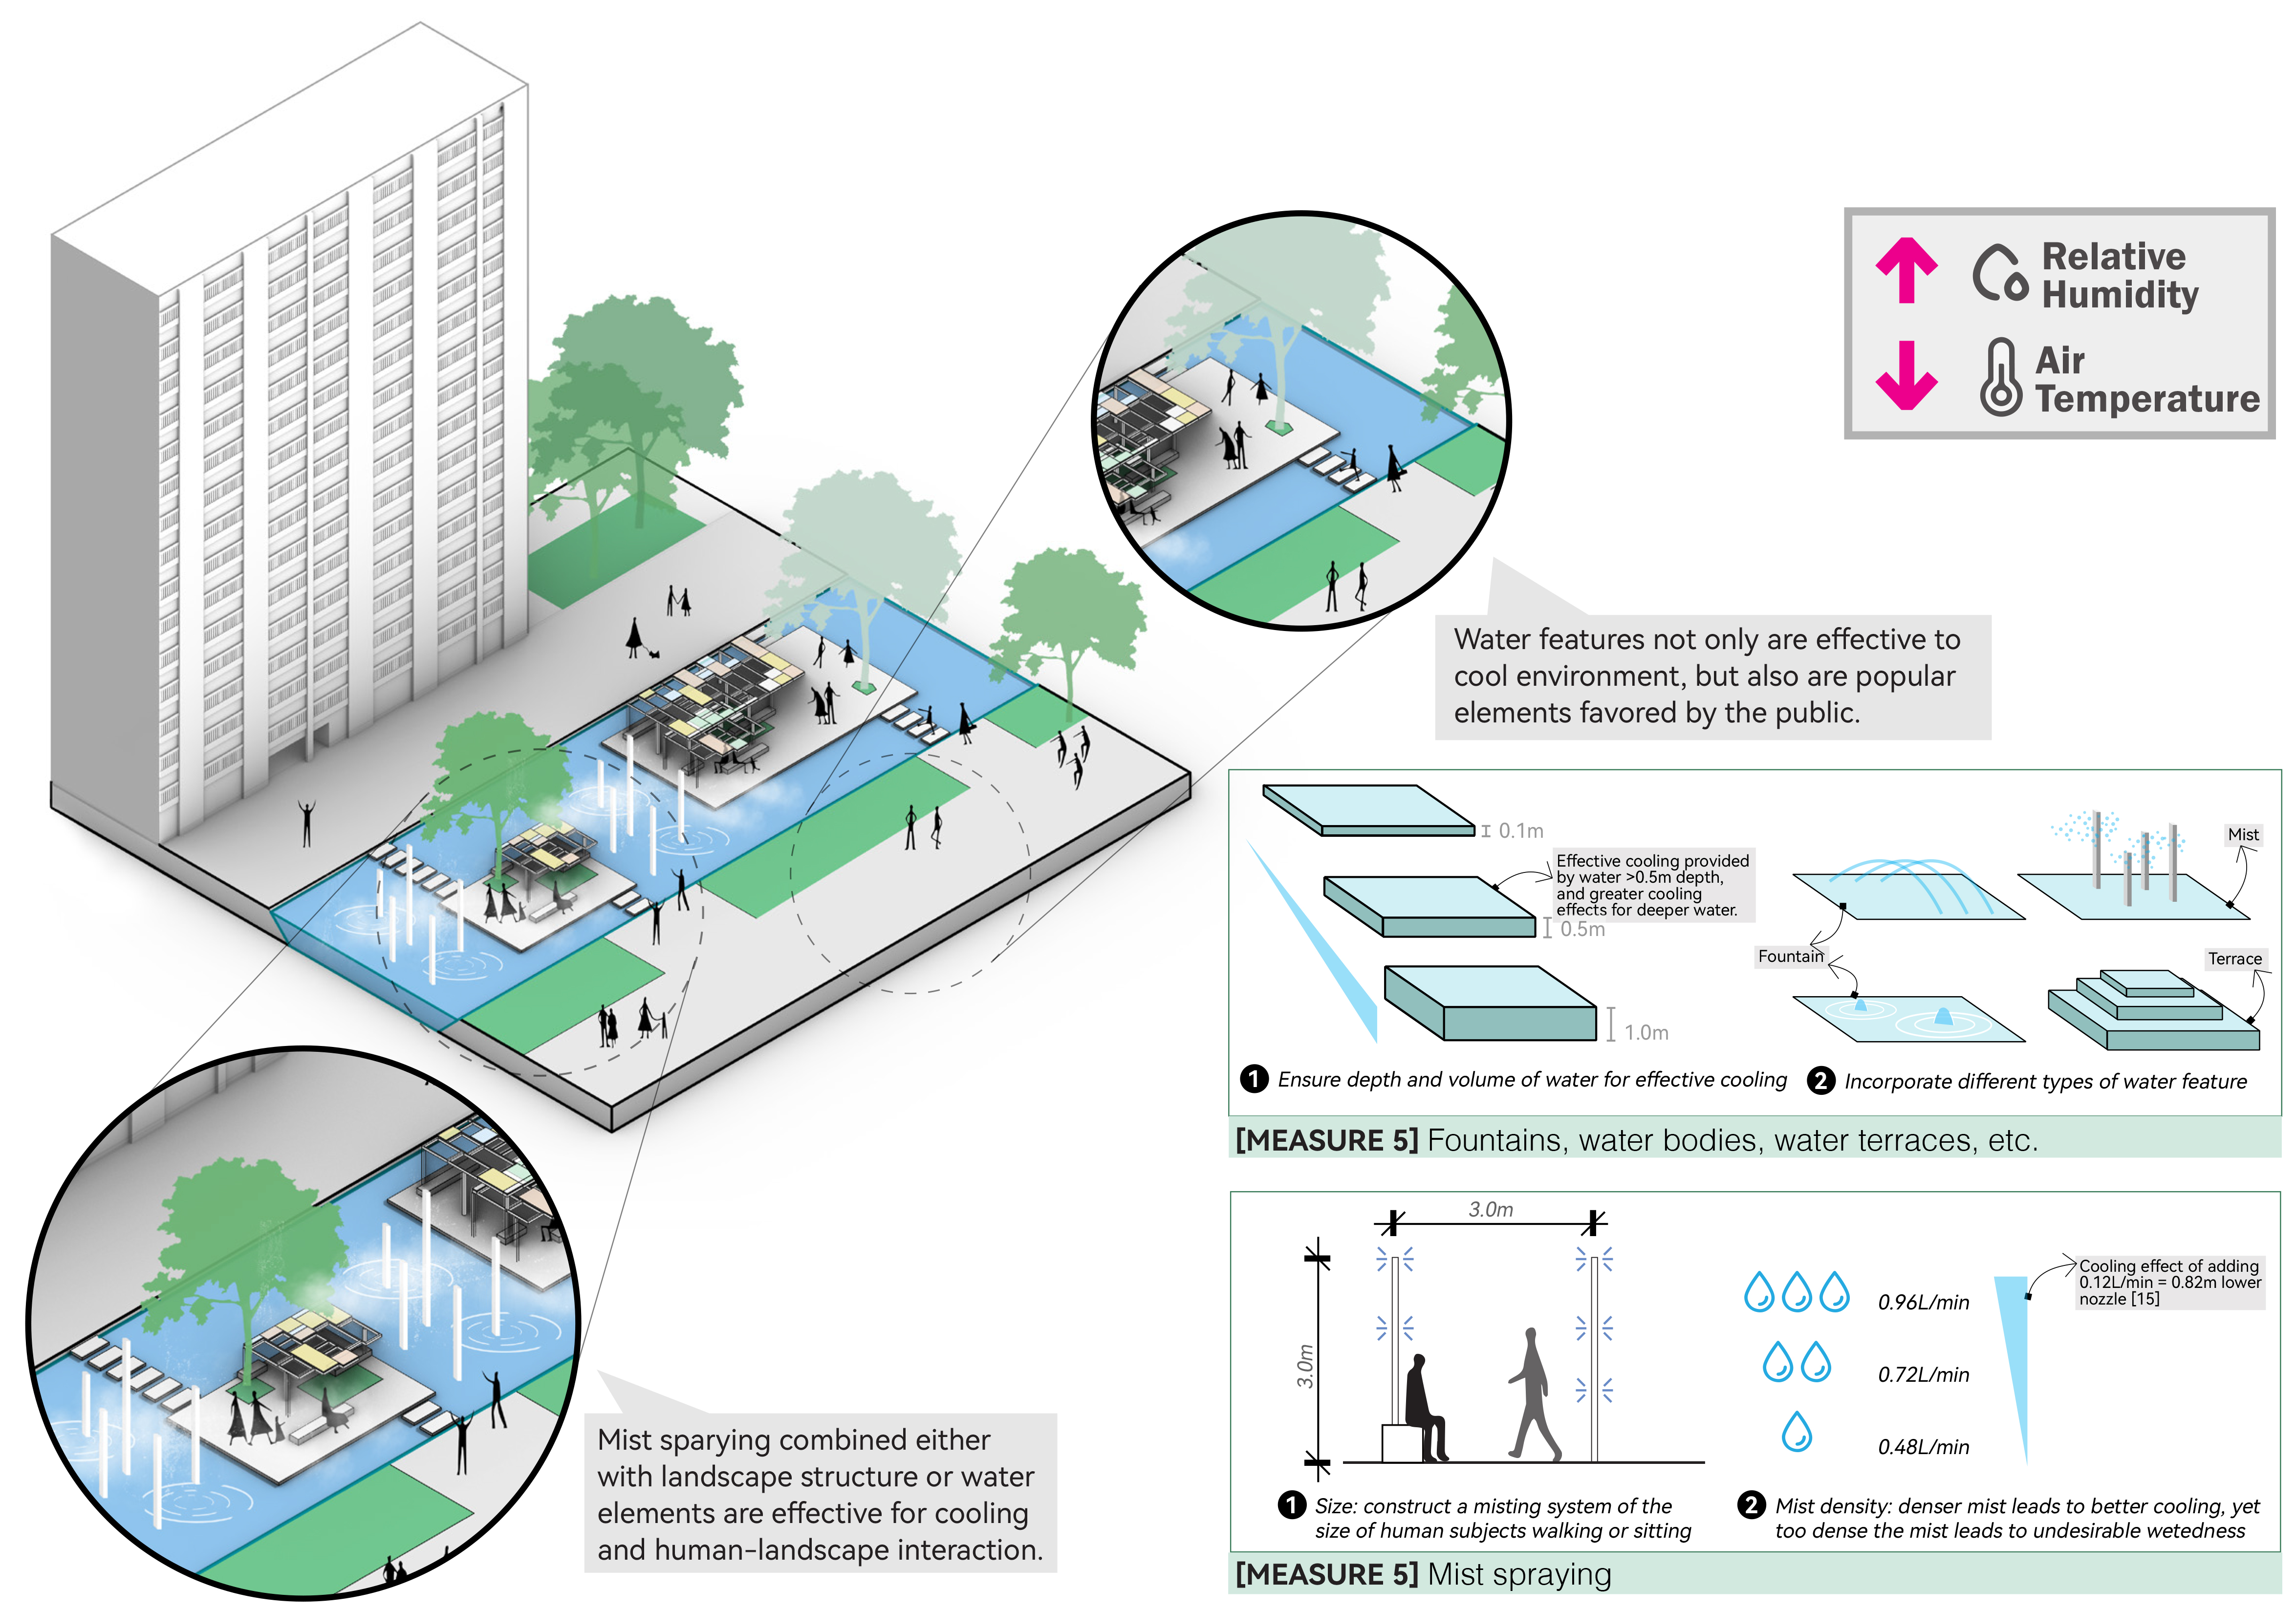 Relative
Humidity
Air
Temperature
Water features not only are effective to
cool environment, but also are popular
elements favored by the public.
0.1m
Effective cooling provided
by water >0.5m depth,
and greater cooling
effects for deeper water.
0.5m
1.0m
Mist
Fountain
Terrace
1 Ensure depth and volume of water for effective cooling
2 Incorporate different types of water feature
[MEASURE 5] Fountains, water bodies, water terraces, etc.
3.0m
3.0m
0.96L/min
0.72L/min
0.48L/min
Cooling effect of adding
0.12L/min = 0.82m lower
nozzle [15]
1 Size: construct a misting system of the
size of human subjects walking or sitting
2 Mist density: denser mist leads to better cooling, yet
too dense the mist leads to undesirable wetedness
[MEASURE 5] Mist spraying
Mist sparying combined either
with landscape structure or water
elements are effective for cooling
and human-landscape interaction.